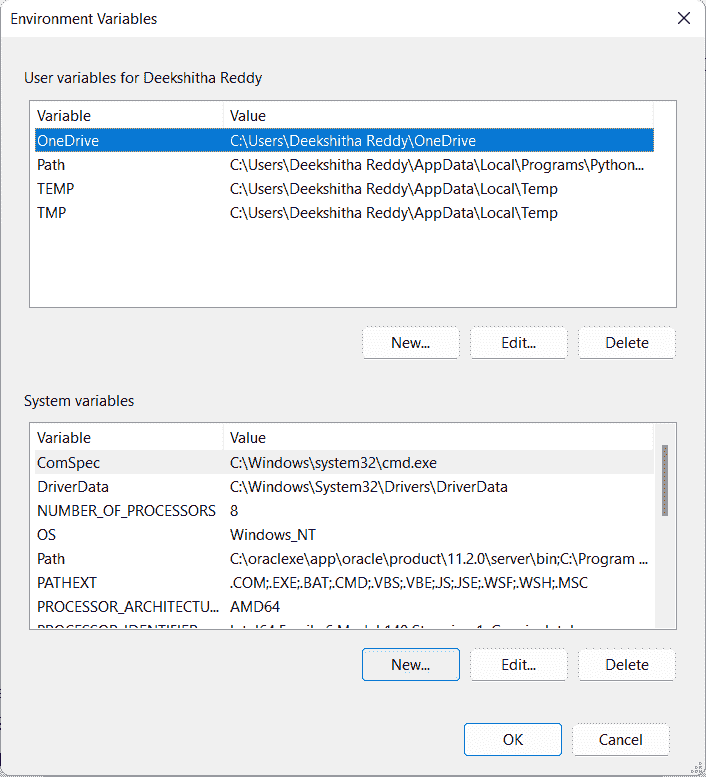 Environment Variables
User variables for Deekshitha Reddy
Variable Value
OneDrive C:\Users\Deekshitha Reddy\OneDrive
Path C:\Users\Deekshitha Reddy\AppData\Local\Programs\Python...
TEMP C:\Users\Deekshitha Reddy\AppData\Local\Temp
TMP C:\Users\Deekshitha Reddy\AppData\Local\Temp
New... Edit... Delete
System variables
Variable Value
ComSpec C:\Windows\system32\cmd.exe
DriverData C:\Windows\System32\Drivers\DriverData
NUMBER_OF_PROCESSORS 8
OS Windows_NT
Path C:\oraclexe\app\oracle\product\11.2.0\server\bin;C:\Program ...
PATHEXT .COM;.EXE;.BAT;.CMD;.VBS;.VBE;.JS;.JSE;.WSF;.WSH;.MSC
PROCESSOR_ARCHITECTU... AMD64
New... Edit... Delete
OK Cancel